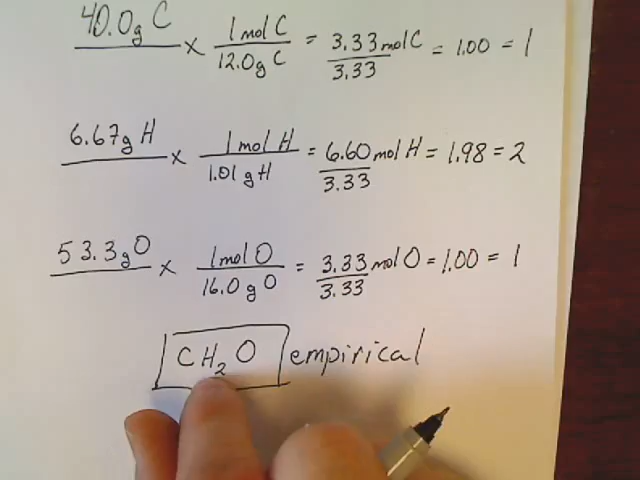 40.0g C × 1 mol C / 12.0g C = 3.33 mol C / 3.33 = 1.00 = 1
6.67g H × 1 mol H / 1.01 g H = 6.60 mol H / 3.33 = 1.98 = 2
53.3g O × 1 mol O / 16.0 g O = 3.33 mol O / 3.33 = 1.00 = 1
CH₂O empirical